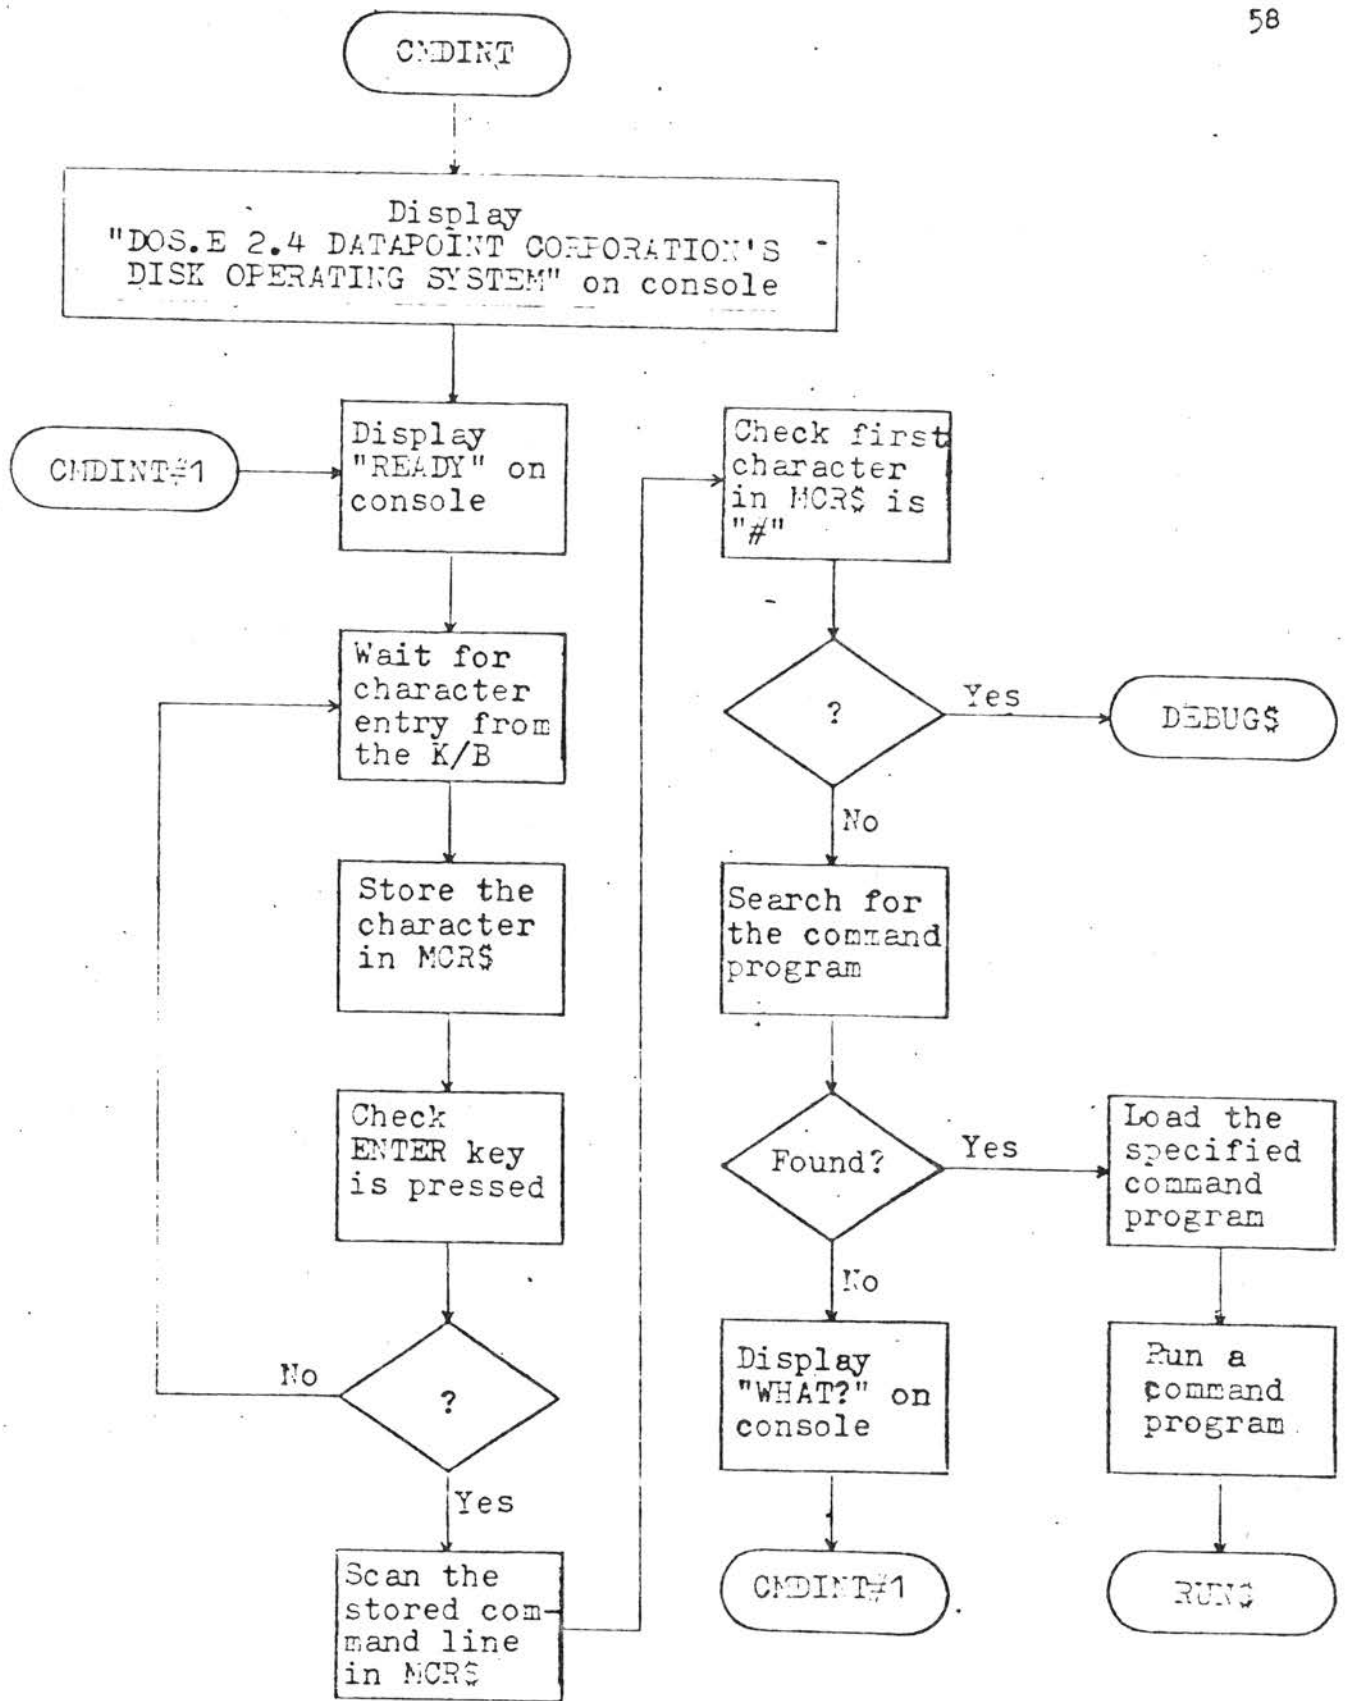 58
CMDINT
Display
"DOS.E 2.4 DATAPOINT CORPORATION'S
DISK OPERATING SYSTEM" on console
CMDINT#1
Display
"READY" on
console
Wait for
character
entry from
the K/B
Store the
character
in MCR$
Check
ENTER key
is pressed
No
?
Yes
Scan the
stored com-
mand line
in MCR$
Check first
character
in MCR$ is
"#"
?
Yes
DEBUG$
No
Search for
the command
program
Found?
Yes
Load the
specified
command
program
No
Display
"WHAT?" on
console
Run a
command
program
CMDINT#1
RUN$